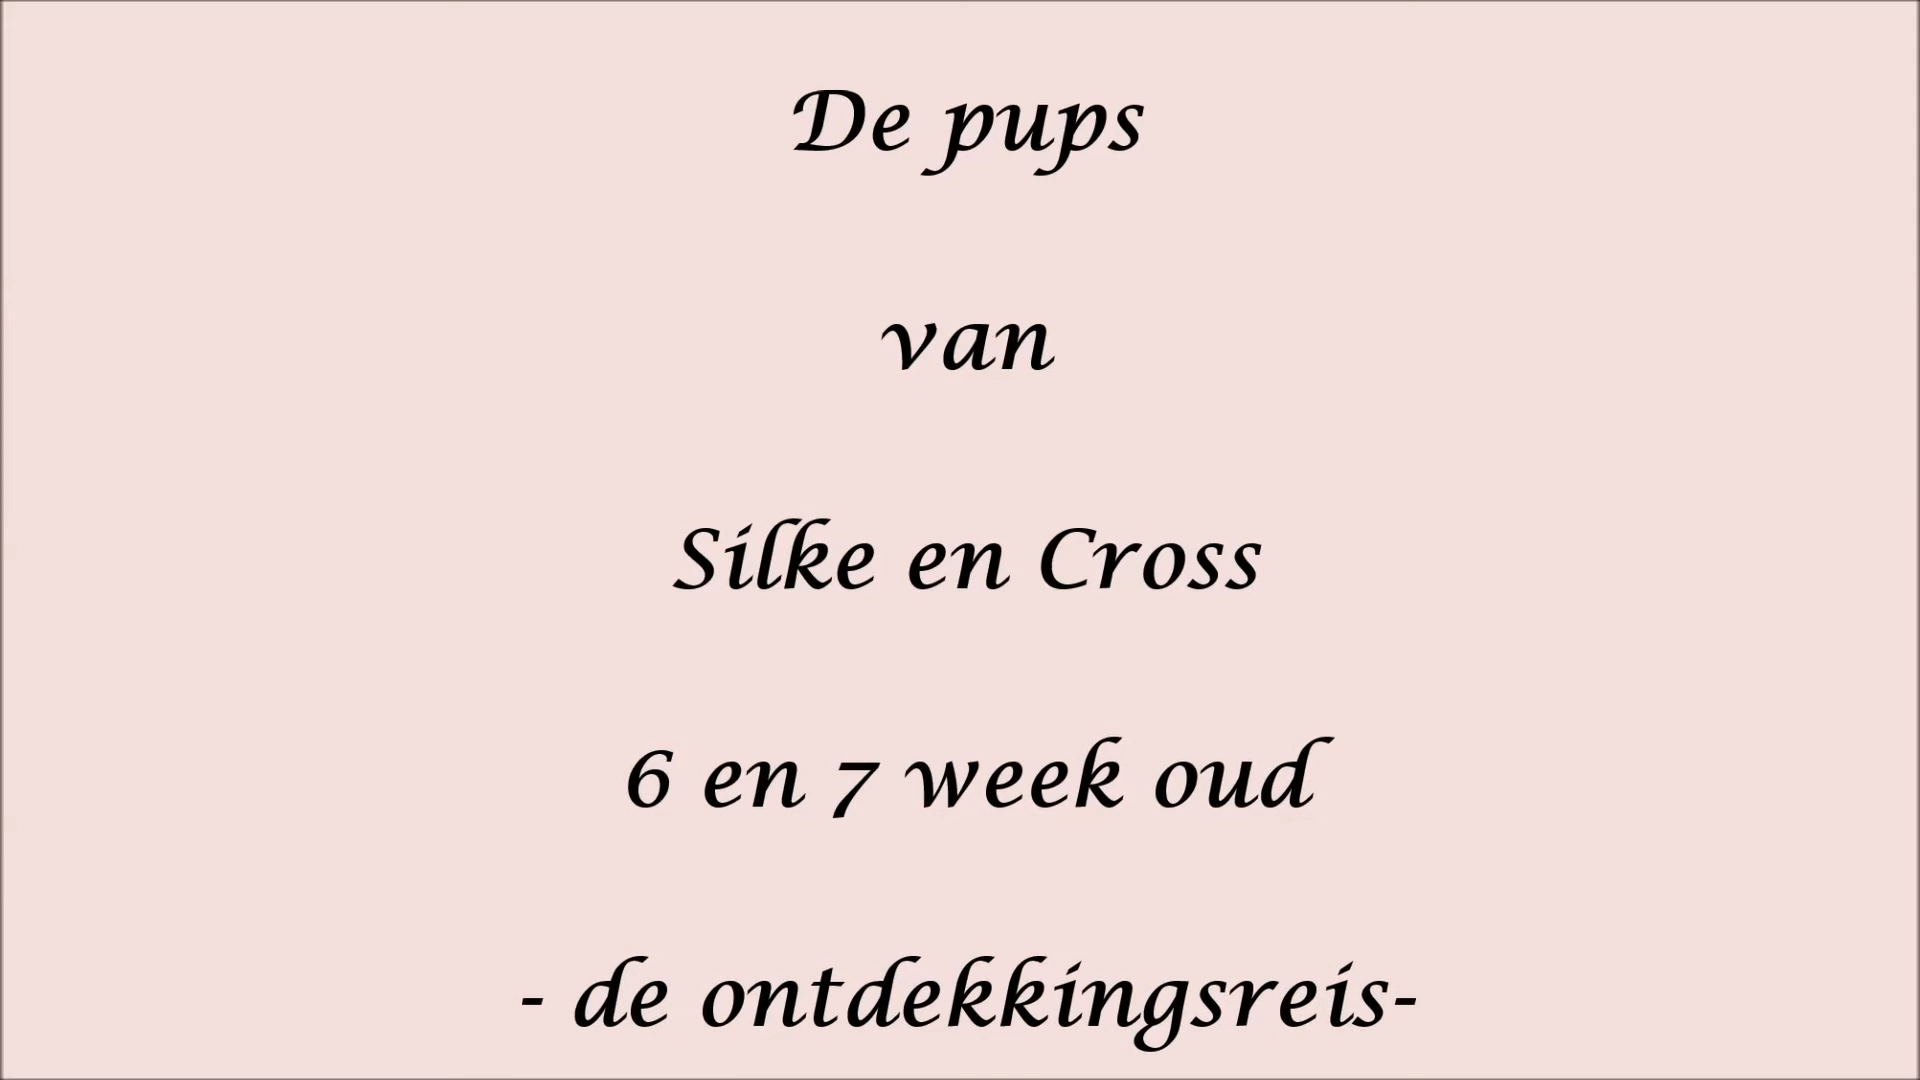 De pups
van
Silke en Cross
6 en 7 week oud
- de ontdekkingsreis-